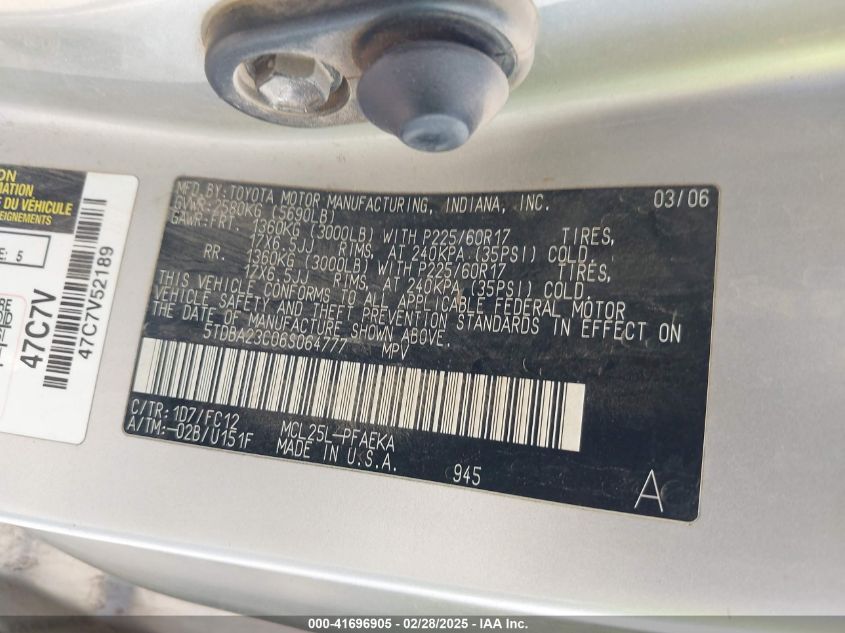 ON
MATION
DU VÉHICULE
EIGNEMENTS
E: 5
47C7V
47C7V52189
MFD. BY: TOYOTA MOTOR MANUFACTURING, INDIANA, INC. 03/06
GVWR: 2580KG (5690LB)
GAWR: FRT. 1360KG (3000LB) WITH P225/60R17 TIRES,
17X6.5JJ RIMS, AT 240KPA (35PSI) COLD.
RR. 1360KG (3000LB) WITH P225/60R17 TIRES,
17X6.5JJ RIMS, AT 240KPA (35PSI) COLD.
THIS VEHICLE CONFORMS TO ALL APPLICABLE FEDERAL MOTOR
VEHICLE SAFETY AND THEFT PREVENTION STANDARDS IN EFFECT ON
THE DATE OF MANUFACTURE SHOWN ABOVE.
5TDBA23C06S064777 MPV
C/TR: 1D7/FC12 MCL25L-PFAEKA
A/TM: -02B/U151F MADE IN U.S.A.
945
A
000-41696905 - 02/28/2025 - IAA Inc.